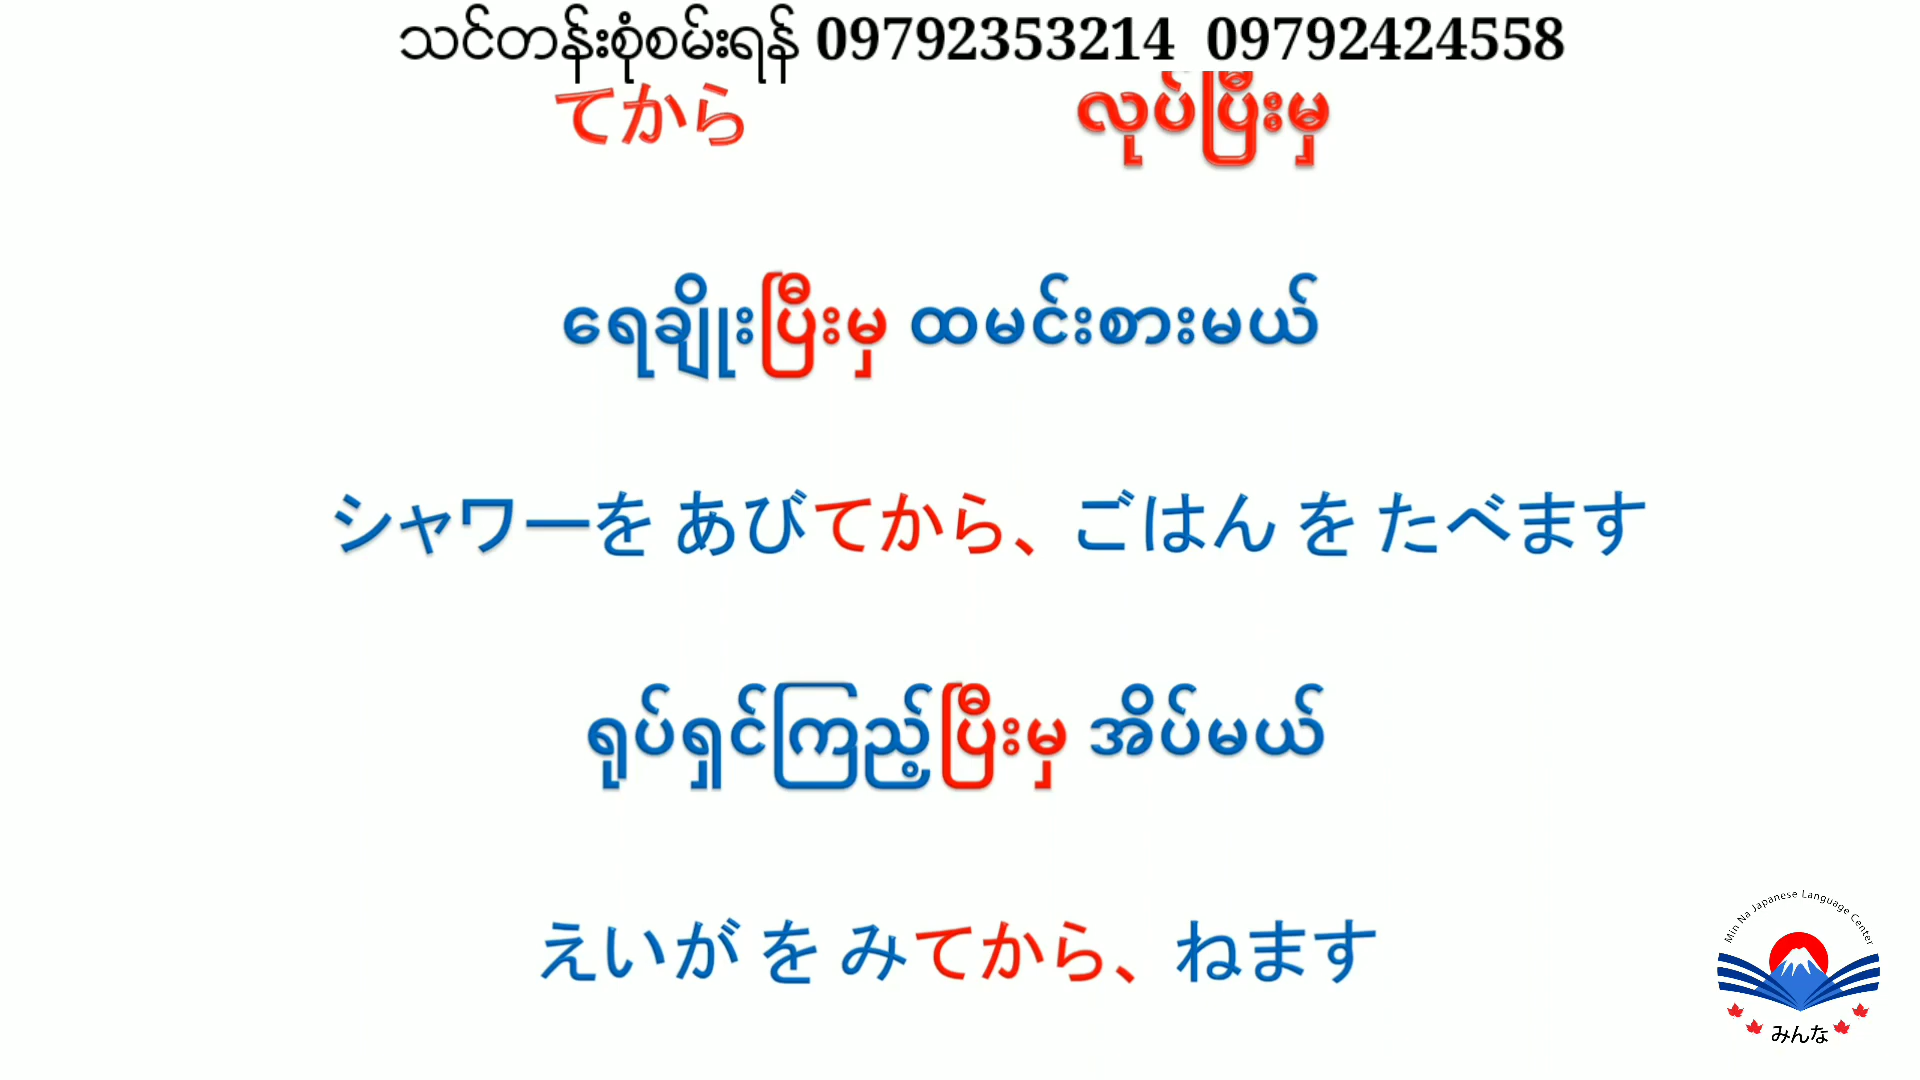 သင်တန်းစုံစမ်းရန် 09792353214 09792424558
てから လုပ်ပြီးမှ
ရေချိုးပြီးမှ ထမင်းစားမယ်
シャワーを あびてから、ごはん を たべます
ရုပ်ရှင်ကြည့်ပြီးမှ အိပ်မယ်
えいが を みてから、ねます
Min Na Japanese Language Center
みんな